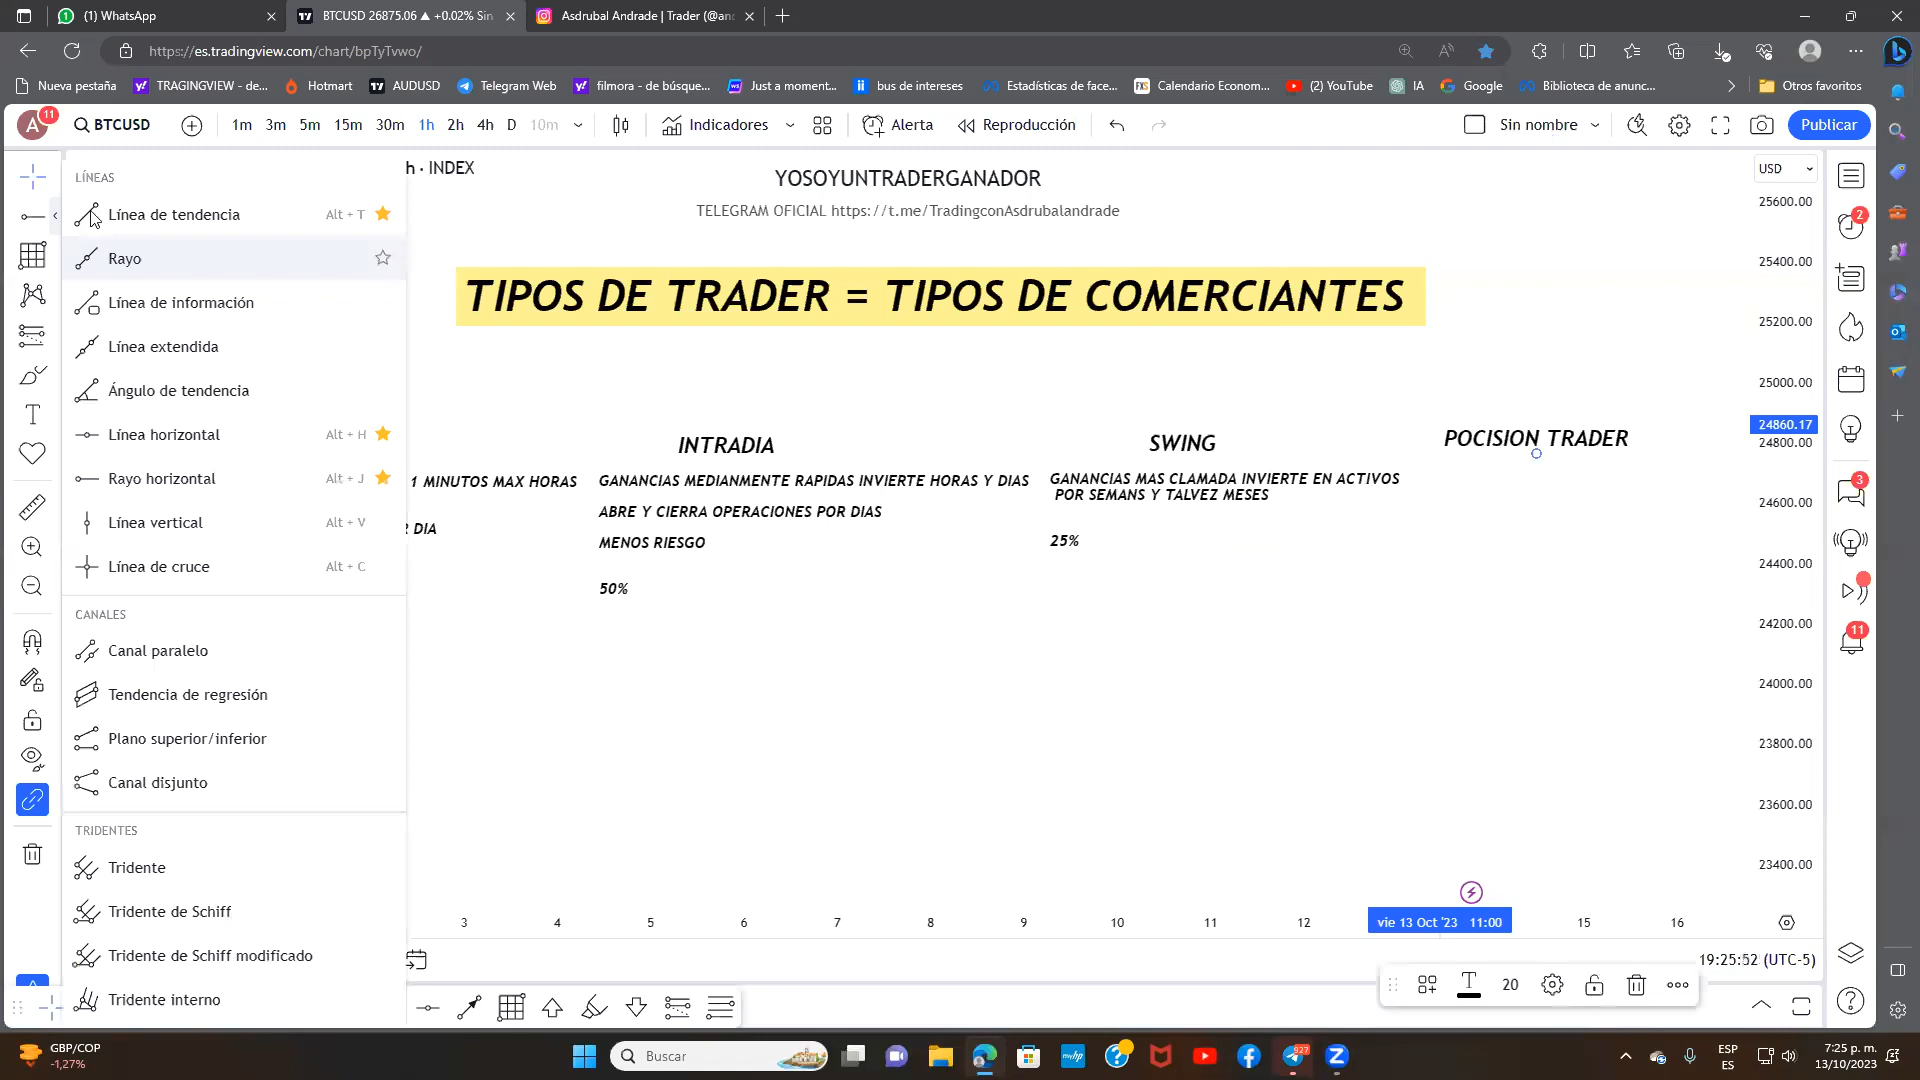 (1) WhatsApp
BTCUSD 26875.06 ▲ +0.02% Sin
Asdrubal Andrade | Trader (@an
https://es.tradingview.com/chart/bpTyTvwo/
Nueva pestaña
TRAGINGVIEW - de...
Hotmart
AUDUSD
Telegram Web
filmora - de búsque...
Just a moment...
bus de intereses
Estadísticas de face...
Calendario Econom...
(2) YouTube
IA
Google
Biblioteca de anunc...
Otros favoritos
A 11
BTCUSD
1m 3m 5m 15m 30m 1h 2h 4h D 10m
Indicadores
Alerta
Reproducción
Sin nombre
Publicar
LÍNEAS
Línea de tendencia Alt + T
Rayo
Línea de información
Línea extendida
Ángulo de tendencia
Línea horizontal Alt + H
Rayo horizontal Alt + J
Línea vertical Alt + V
Línea de cruce Alt + C
CANALES
Canal paralelo
Tendencia de regresión
Plano superior/inferior
Canal disjunto
TRIDENTES
Tridente
Tridente de Schiff
Tridente de Schiff modificado
Tridente interno
h · INDEX
YOSOYUNTRADERGANADOR
TELEGRAM OFICIAL https://t.me/TradingconAsdrubalandrade
TIPOS DE TRADER = TIPOS DE COMERCIANTES
1 MINUTOS MAX HORAS
R DIA
INTRADIA
GANANCIAS MEDIANMENTE RAPIDAS INVIERTE HORAS Y DIAS
ABRE Y CIERRA OPERACIONES POR DIAS
MENOS RIESGO
50%
SWING
GANANCIAS MAS CLAMADA INVIERTE EN ACTIVOS
POR SEMANS Y TALVEZ MESES
25%
POCISION TRADER
USD
25600.00
25400.00
25200.00
25000.00
24860.17
24800.00
24600.00
24400.00
24200.00
24000.00
23800.00
23600.00
23400.00
2
3
11
3 4 5 6 7 8 9 10 11 12 vie 13 Oct '23 11:00 15 16
19:25:52 (UTC-5)
T 20
GBP/COP
-1,27%
Buscar
myhp
927
ESP
ES
7:25 p. m.
13/10/2023